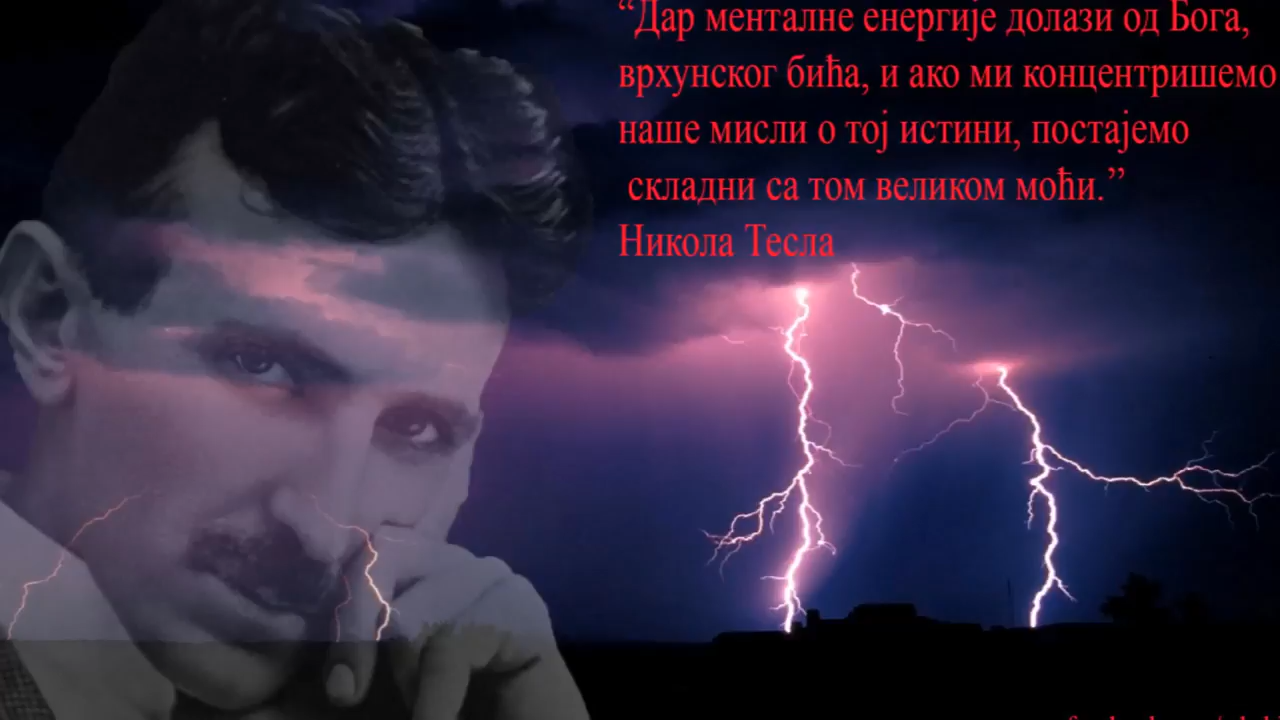 “Дар менталне енергије долази од Бога,
врхунског бића, и ако ми концентришемо
наше мисли о тој истини, постајемо
складни са том великом моћи.”
Никола Тесла